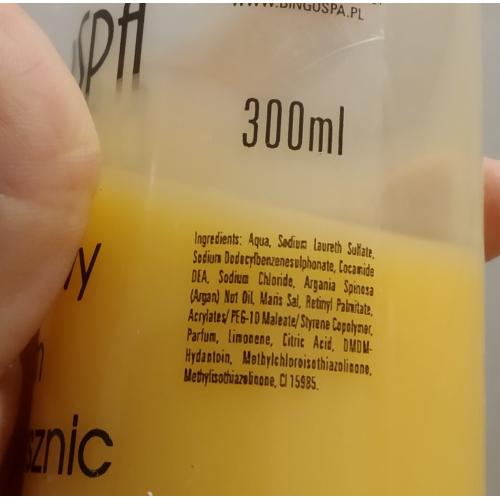 WWW.BINGOSPA.PL
SPA
300ml
Ingredients: Aqua, Sodium Laureth Sulfate,
Sodium Dodecylbenzenesulphonate, Cocamide
DEA, Sodium Chloride, Argania Spinosa
(Argan) Nut Oil, Maris Sal, Retinyl Palmitate,
Acrylates/ PEG-10 Maleate/ Styrene Copolymer,
Parfum, Limonene, Citric Acid, DMDM-
Hydantoin, Methylchloroisothiazolinone,
Methylisothiazolinone, CI 15985.
ny
sznic